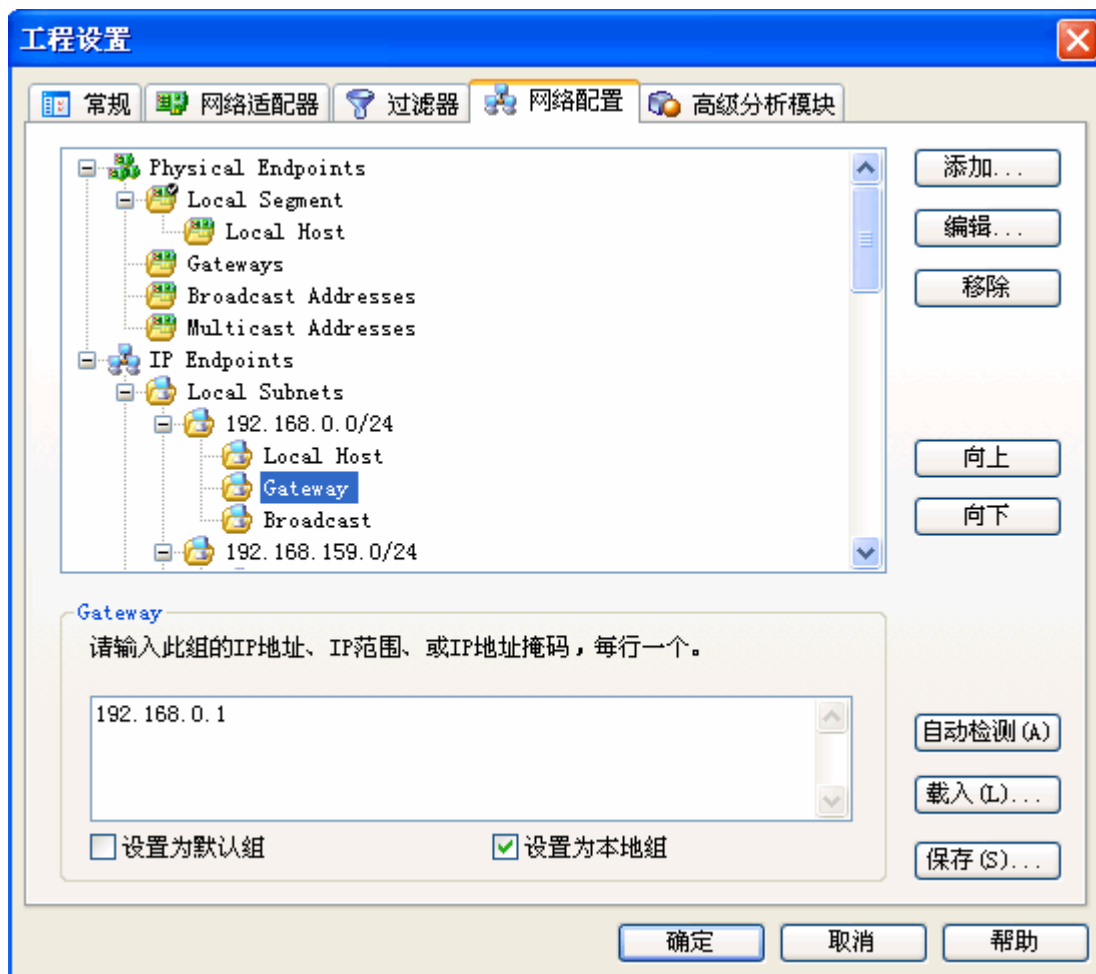 工程设置
常规 网络适配器 过滤器 网络配置 高级分析模块
Physical Endpoints
Local Segment
Local Host
Gateways
Broadcast Addresses
Multicast Addresses
IP Endpoints
Local Subnets
192.168.0.0/24
Local Host
Gateway
Broadcast
192.168.159.0/24
添加...
编辑...
移除
向上
向下
Gateway
请输入此组的IP地址、IP范围、或IP地址掩码，每行一个。
192.168.0.1
设置为默认组 设置为本地组
自动检测(A)
载入(L)...
保存(S)...
确定 取消 帮助